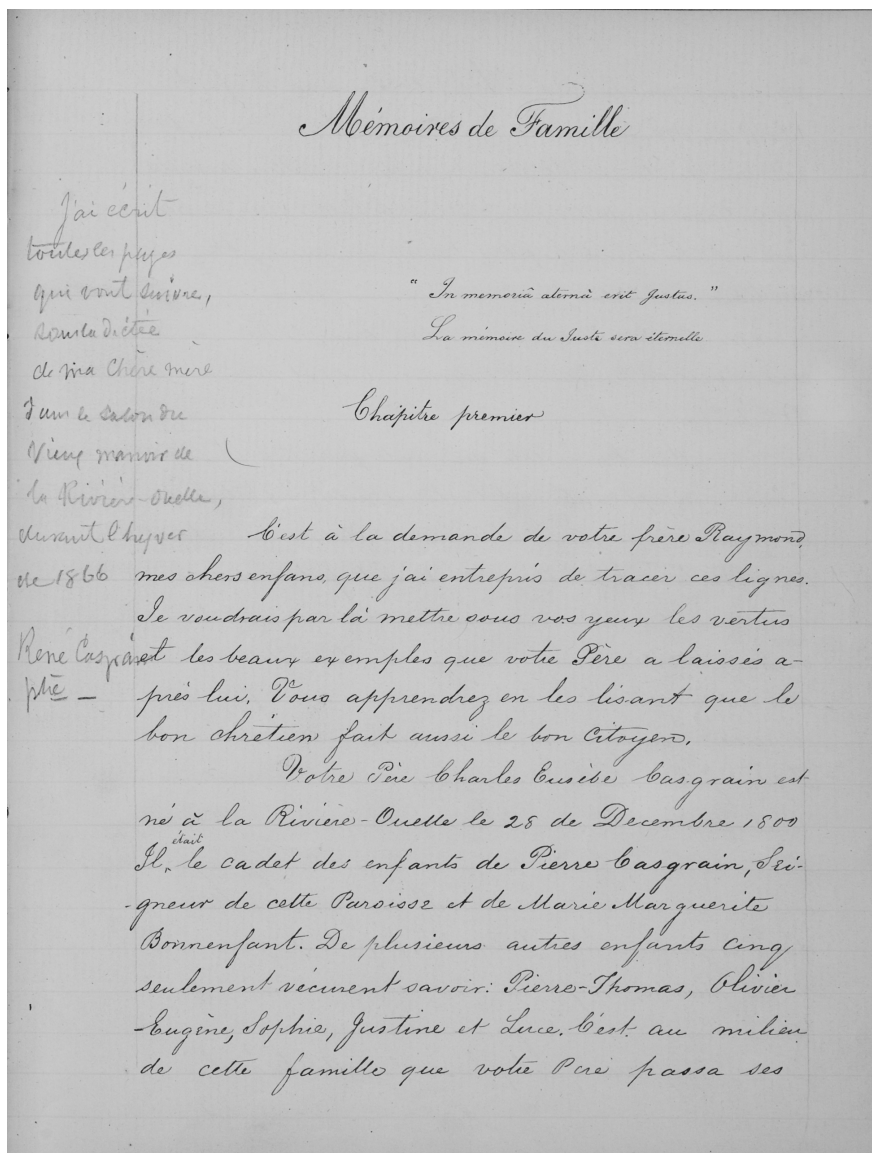 Mémoires de Famille
J'ai écrit
toutes les pages
qui vont suivre,
sous la dictée
de ma chère mère
dans le salon du
Vieux manoir de
la Rivière-Ouelle,
durant l'hyver
de 1866
René Casgrain
ptre
" In memoriâ æternâ erit Justus. "
La mémoire du Juste sera éternelle
Chapitre premier
C'est à la demande de votre frère Raymond,
mes chers enfans, que j'ai entrepris de tracer ces lignes.
Je voudrais par là mettre sous vos yeux les vertus
et les beaux exemples que votre Père a laissés a-
près lui. Vous apprendrez en les lisant que le
bon chrétien fait aussi le bon citoyen.
Votre Père Charles Eusèbe Casgrain est
né à la Rivière-Ouelle le 28 de Decembre 1800
Il était le cadet des enfants de Pierre Casgrain, Sei-
-gneur de cette Paroisse et de Marie Marguerite
Bonnenfant. De plusieurs autres enfants cinq
seulement vécurent savoir: Pierre-Thomas, Olivier
Eugène, Sophie, Justine et Luce. C'est au milieu
de cette famille que votre Père passa ses